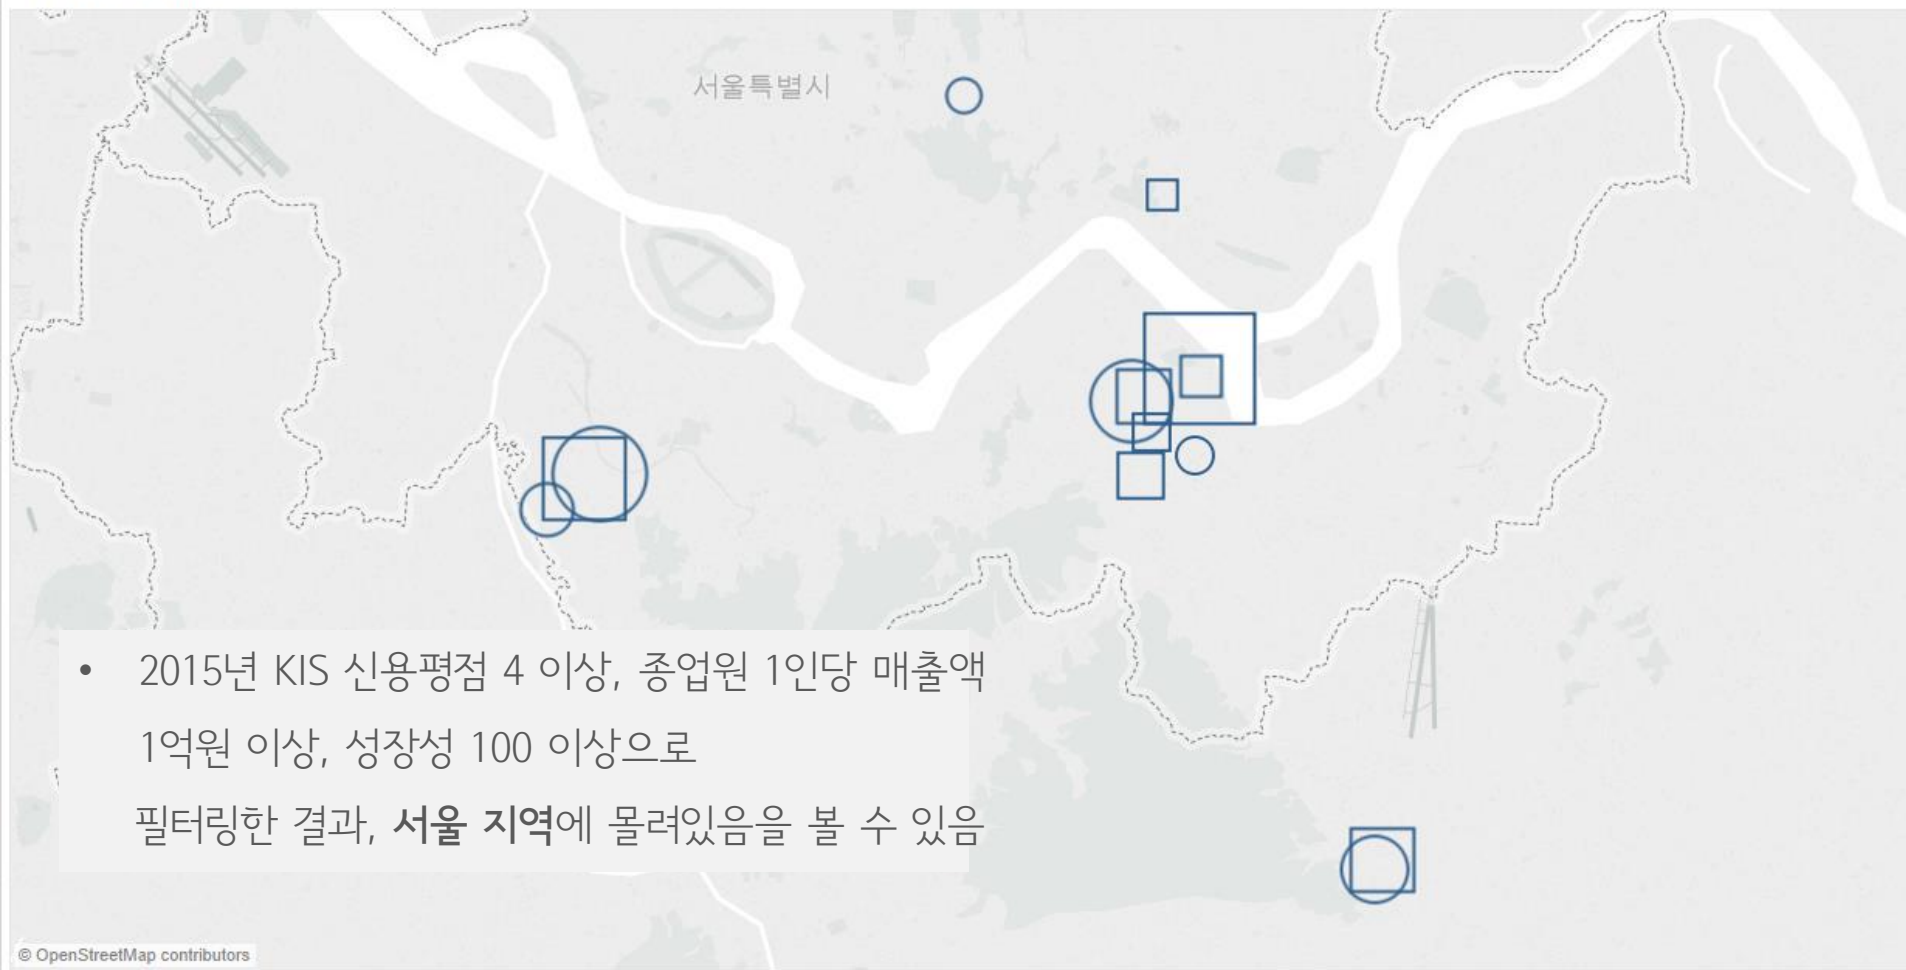 서울특별시
• 2015년 KIS 신용평점 4 이상, 종업원 1인당 매출액
1억원 이상, 성장성 100 이상으로
필터링한 결과, 서울 지역에 몰려있음을 볼 수 있음
© OpenStreetMap contributors